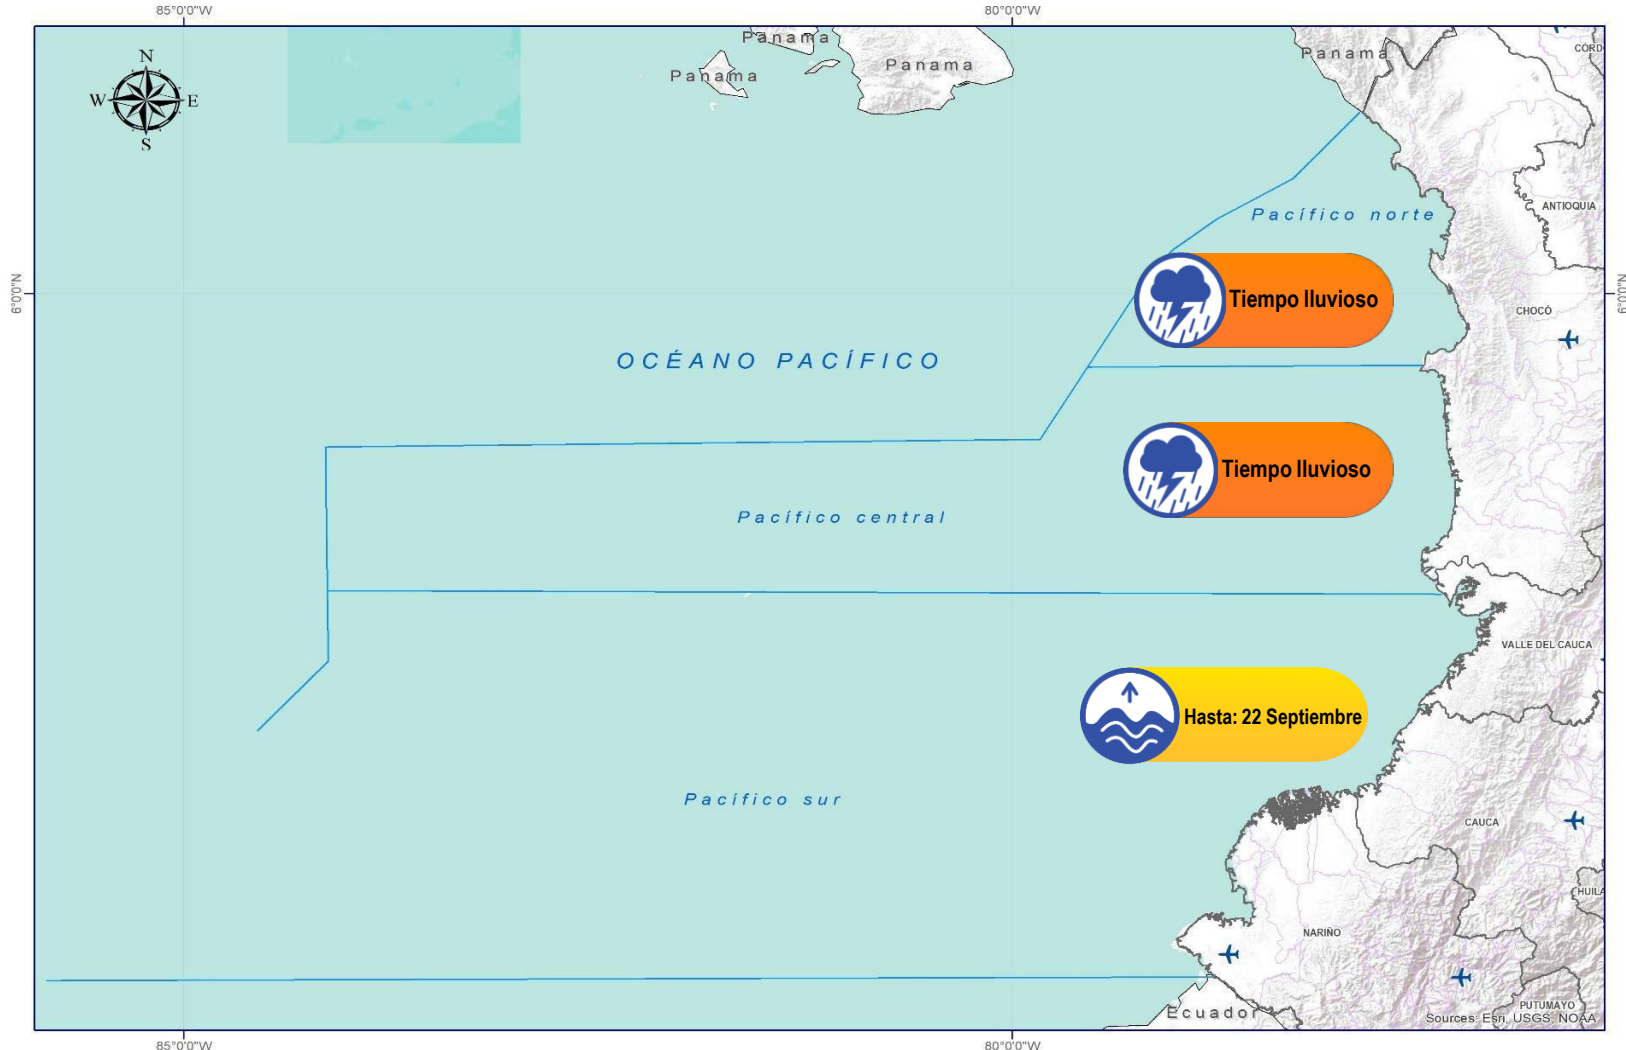 85°0'0"W
80°0'0"W
Panama
Panama
Panama
Panama
CÓRD
N
W
E
S
ANTIOQUIA
Pacífico norte
6°0'0"N
6°0'0"N
Tiempo lluvioso
CHOCÓ
OCÉANO PACÍFICO
Tiempo lluvioso
Pacífico central
VALLE DEL CAUCA
Hasta: 22 Septiembre
Pacífico sur
CAUCA
HUILA
NARIÑO
PUTUMAYO
Ecuador
Sources: Esri, USGS, NOAA
85°0'0"W
80°0'0"W